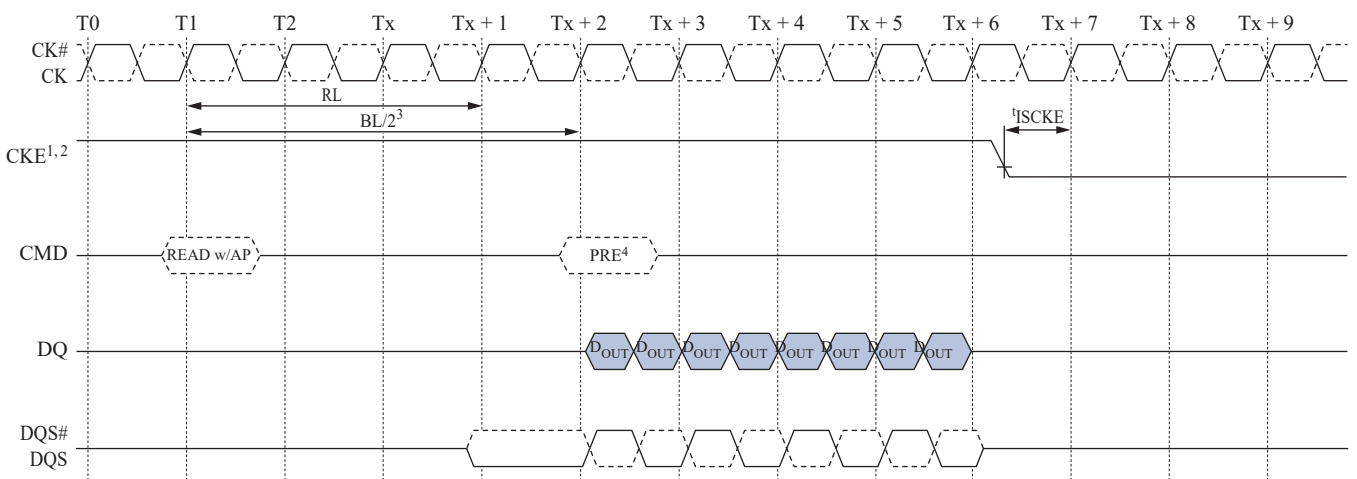 T0 T1 T2 Tx Tx + 1 Tx + 2 Tx + 3 Tx + 4 Tx + 5 Tx + 6 Tx + 7 Tx + 8 Tx + 9
CK#
CK
RL
BL/2³
tISCKE
CKE1, 2
CMD READ w/AP PRE⁴
DQ DOUT DOUT DOUT DOUT DOUT DOUT DOUT DOUT
DQS#
DQS